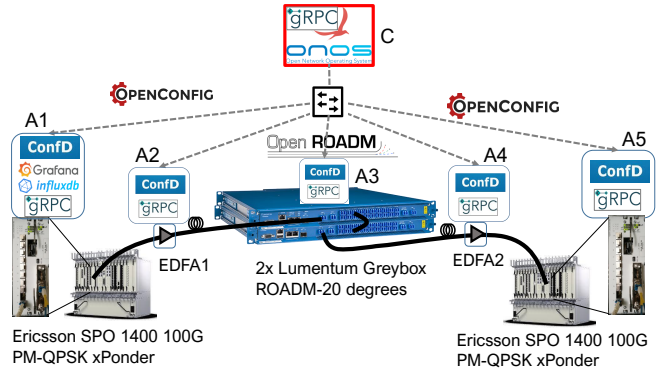 gRPC
C
onos
Open Network Operating System
OPENCONFIG
OPENCONFIG
A1
ConfD
Grafana
influxdb
gRPC
A2
ConfD
gRPC
Open ROADM
A3
ConfD
gRPC
A4
ConfD
gRPC
A5
ConfD
gRPC
EDFA1
EDFA2
2x Lumentum Greybox
ROADM-20 degrees
Ericsson SPO 1400 100G
PM-QPSK xPonder
Ericsson SPO 1400 100G
PM-QPSK xPonder